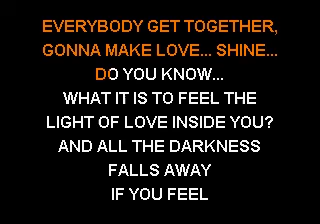 EVERYBODY GET TOGETHER,
GONNA MAKE LOVE... SHINE...
DO YOU KNOW...
WHAT IT IS TO FEEL THE
LIGHT OF LOVE INSIDE YOU?
AND ALL THE DARKNESS
FALLS AWAY
IF YOU FEEL